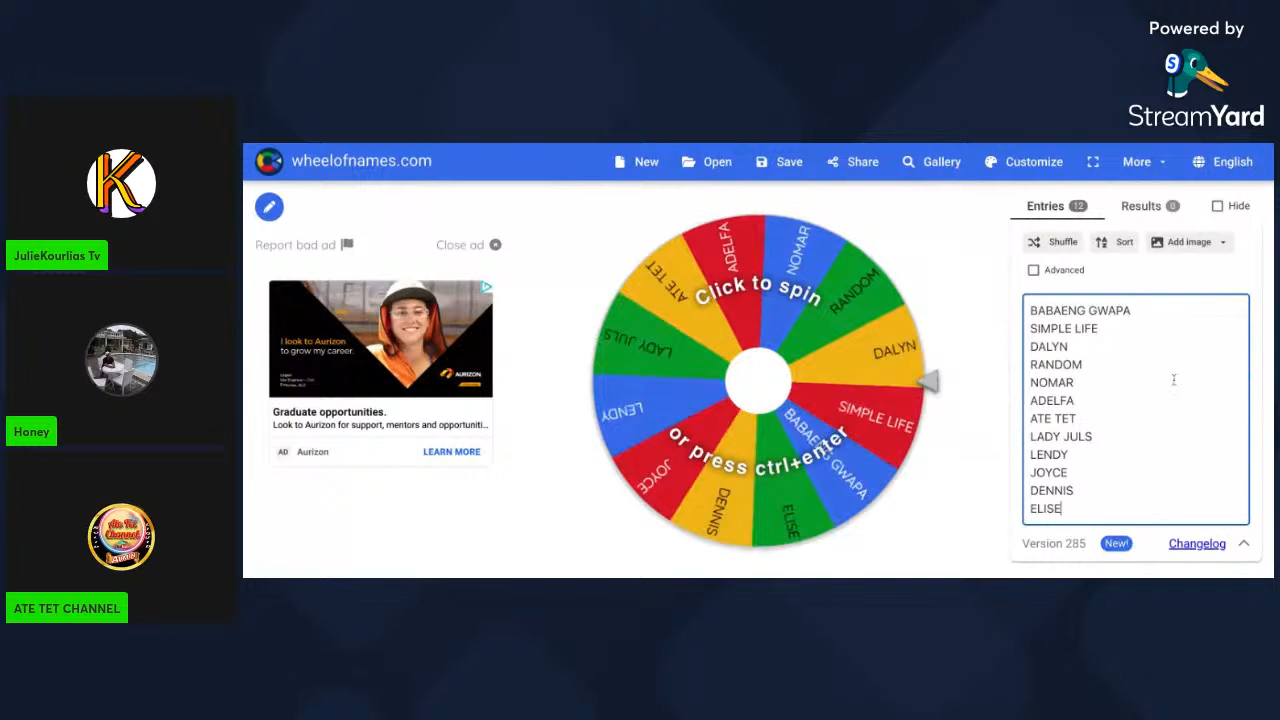 Powered by
StreamYard
JulieKourlias Tv
Honey
Ate Tet
Channel
ATE TET CHANNEL
wheelofnames.com
New
Open
Save
Share
Gallery
Customize
More
English
Report bad ad
Close ad
I look to Aurizon
to grow my career.
AURIZON
Graduate opportunities.
Look to Aurizon for support, mentors and opportuniti...
AD Aurizon
LEARN MORE
Click to spin
or press ctrl+enter
ADELFA
NOMAR
RANDOM
DALYN
SIMPLE LIFE
BABAENG GWAPA
ELISE
DENNIS
JOYCE
LENDY
LADY JULS
ATE TET
Entries 12
Results 0
Hide
Shuffle
Sort
Add image
Advanced
BABAENG GWAPA
SIMPLE LIFE
DALYN
RANDOM
NOMAR
ADELFA
ATE TET
LADY JULS
LENDY
JOYCE
DENNIS
ELISE
Version 285
New!
Changelog